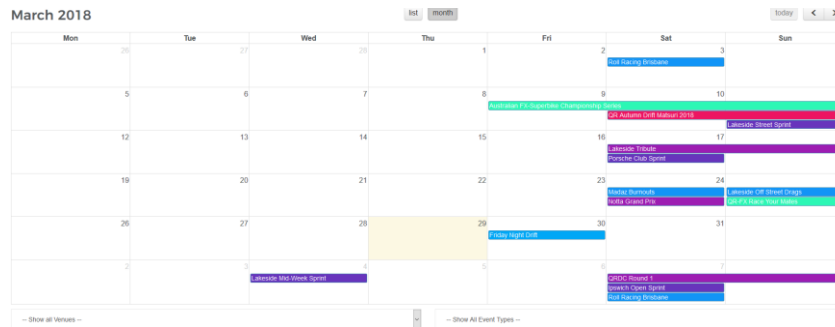 March 2018
list month
today
Mon Tue Wed Thu Fri Sat Sun
26 27 28 1 2 3
Roll Racing Brisbane
5 6 7 8 9 10
Australian FX-Superbike Championship Series
QR Autumn Drift Matsuri 2018
Lakeside Street Sprint
12 13 14 15 16 17
Lakeside Tribute
Porsche Club Sprint
19 20 21 22 23 24
Madaz Burnouts Lakeside Off Street Drags
Notta Grand Prix QR-FX Race Your Mates
26 27 28 29 30 31
Friday Night Drift
2 3 4 5 6 7
Lakeside Mid-Week Sprint QRDC Round 1
Ipswich Open Sprint
Roll Racing Brisbane
-- Show all Venues -- -- Show All Event Types --